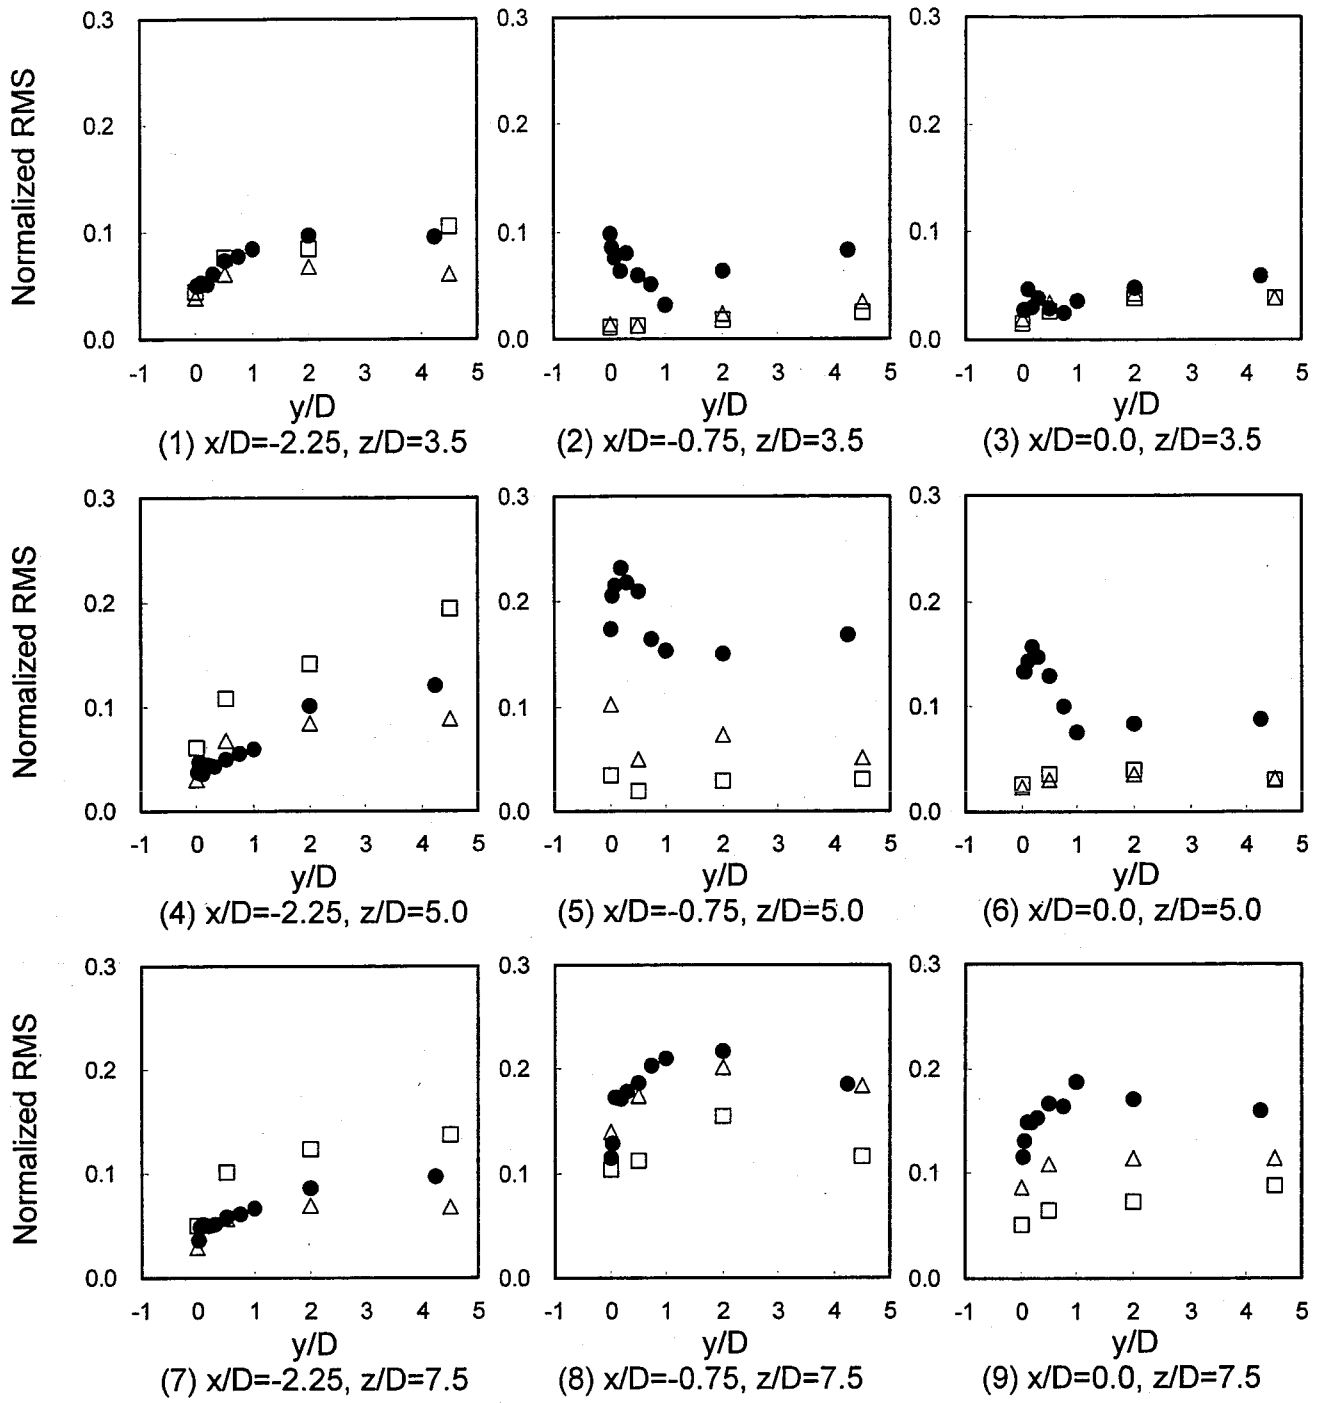 0.3 0.3 0.3
Normalized RMS
0.2 0.2 0.2
0.1 0.1 0.1
0.0 0.0 0.0
-1 0 1 2 3 4 5 -1 0 1 2 3 4 5 -1 0 1 2 3 4 5
y/D y/D y/D
(1) x/D=-2.25, z/D=3.5 (2) x/D=-0.75, z/D=3.5 (3) x/D=0.0, z/D=3.5
0.3 0.3 0.3
Normalized RMS
0.2 0.2 0.2
0.1 0.1 0.1
0.0 0.0 0.0
-1 0 1 2 3 4 5 -1 0 1 2 3 4 5 -1 0 1 2 3 4 5
y/D y/D y/D
(4) x/D=-2.25, z/D=5.0 (5) x/D=-0.75, z/D=5.0 (6) x/D=0.0, z/D=5.0
0.3 0.3 0.3
Normalized RMS
0.2 0.2 0.2
0.1 0.1 0.1
0.0 0.0 0.0
-1 0 1 2 3 4 5 -1 0 1 2 3 4 5 -1 0 1 2 3 4 5
y/D y/D y/D
(7) x/D=-2.25, z/D=7.5 (8) x/D=-0.75, z/D=7.5 (9) x/D=0.0, z/D=7.5